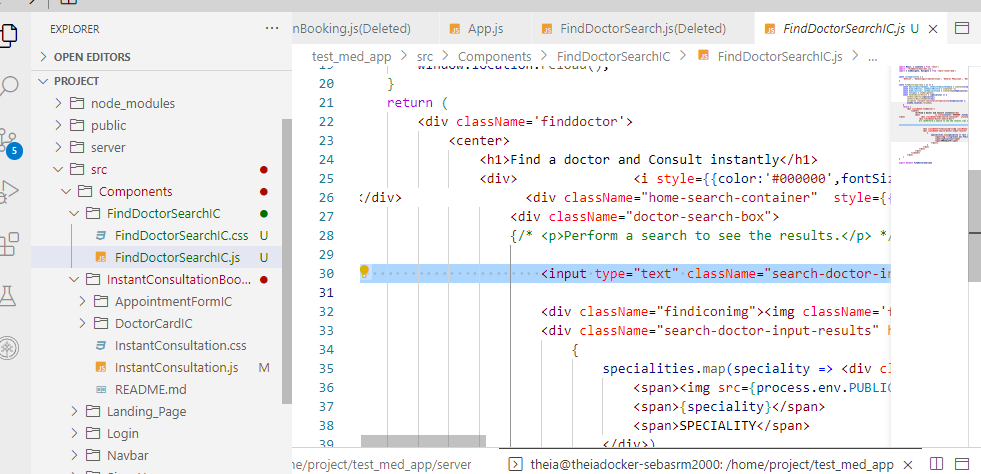 EXPLORER
OPEN EDITORS
PROJECT
node_modules
public
server
src
Components
FindDoctorSearchIC
FindDoctorSearchIC.css U
FindDoctorSearchIC.js U
InstantConsultationBoo...
AppointmentFormIC
DoctorCardIC
InstantConsultation.css
InstantConsultation.js M
README.md
Landing_Page
Login
Navbar
5
nBooking.js(Deleted) App.js FindDoctorSearch.js(Deleted) FindDoctorSearchIC.js U
test_med_app > src > Components > FindDoctorSearchIC > FindDoctorSearchIC.js > ...
19 window.location.reload();
20 }
21 return (
22 <div className='finddoctor'>
23 <center>
24 <h1>Find a doctor and Consult instantly</h1>
25 <div> <i style={{color:'#000000',fontSiz
26 </div> <div className="home-search-container" style={{
27 <div className="doctor-search-box">
28 {/* <p>Perform a search to see the results.</p> */
29
30 <input type="text" className="search-doctor-in
31
32 <div className="findiconimg"><img className='f
33 <div className="search-doctor-input-results" h
34 {
35 specialities.map(speciality => <div cl
36 <span><img src={process.env.PUBLIC
37 <span>{speciality}</span>
38 <span>SPECIALITY</span>
39 </div>)
me/project/test_med_app/server theia@theiadocker-sebasrm2000: /home/project/test_med_app